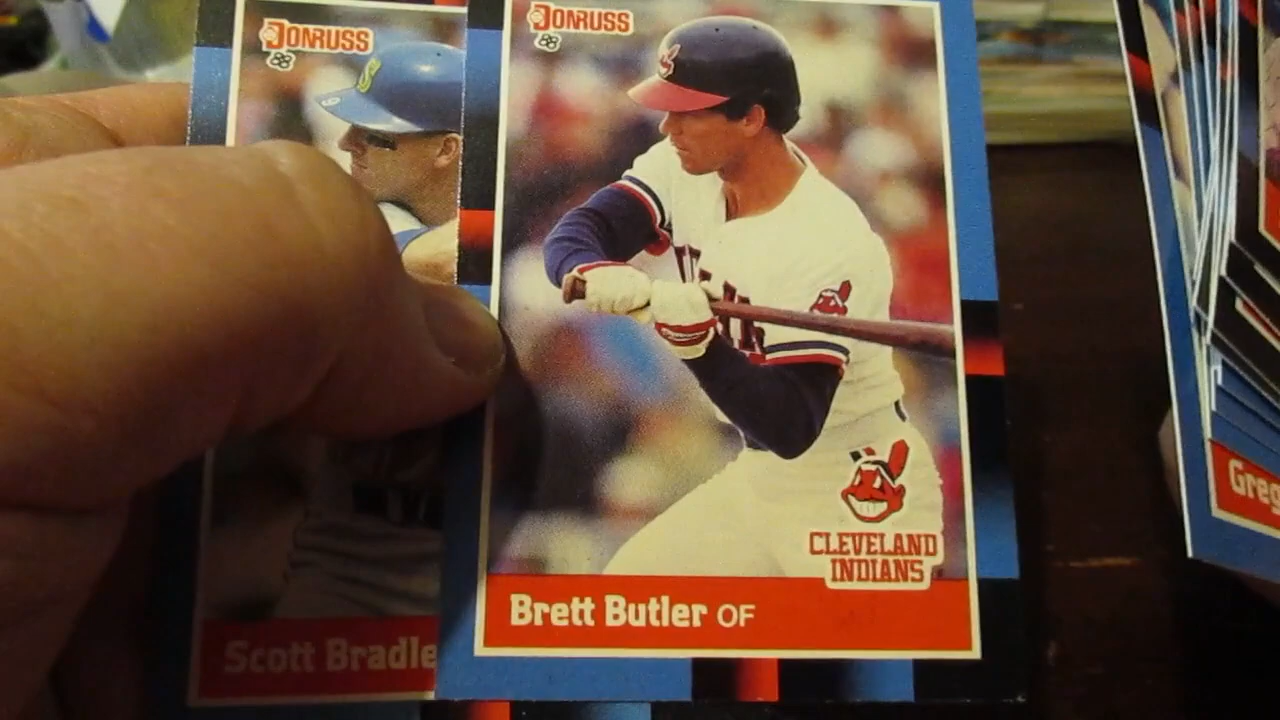 DONRUSS
88
DONRUSS
88
CLEVELAND
INDIANS
Brett Butler OF
Scott Bradle
Greg